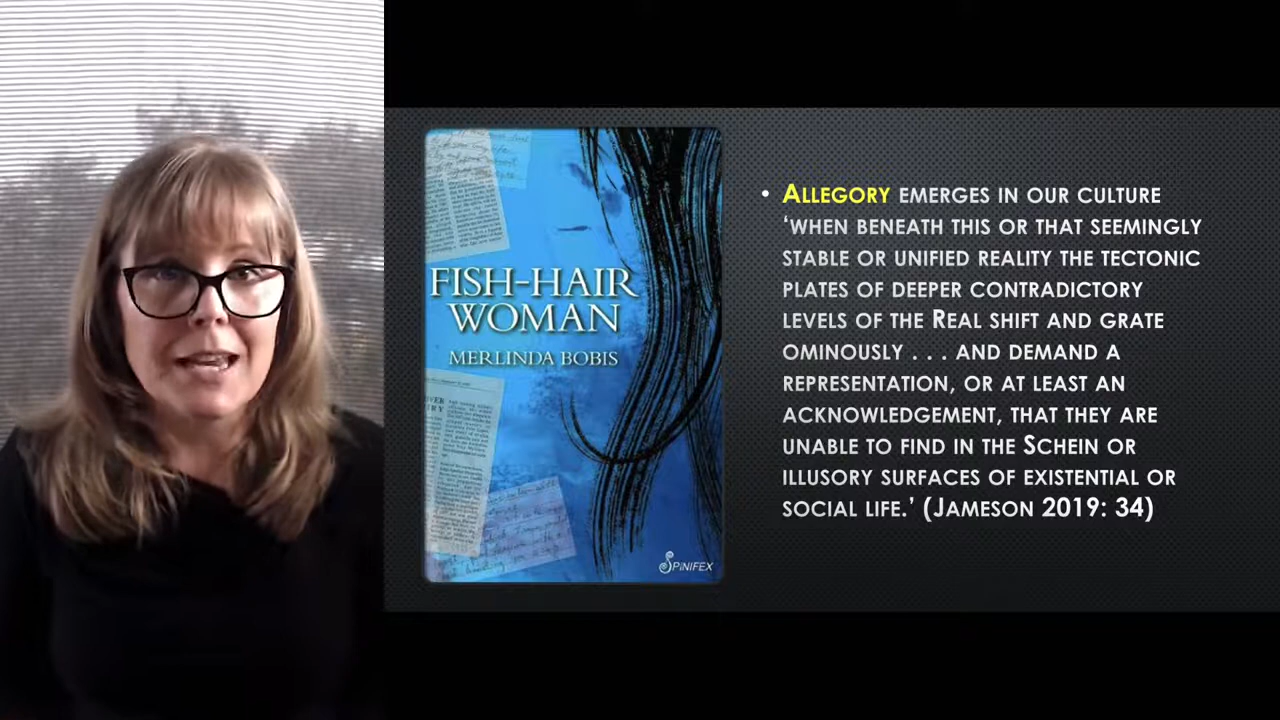 FISH-HAIR
WOMAN
MERLINDA BOBIS
SPINIFEX
• ALLEGORY EMERGES IN OUR CULTURE
‘WHEN BENEATH THIS OR THAT SEEMINGLY
STABLE OR UNIFIED REALITY THE TECTONIC
PLATES OF DEEPER CONTRADICTORY
LEVELS OF THE REAL SHIFT AND GRATE
OMINOUSLY . . . AND DEMAND A
REPRESENTATION, OR AT LEAST AN
ACKNOWLEDGEMENT, THAT THEY ARE
UNABLE TO FIND IN THE SCHEIN OR
ILLUSORY SURFACES OF EXISTENTIAL OR
SOCIAL LIFE.’ (JAMESON 2019: 34)